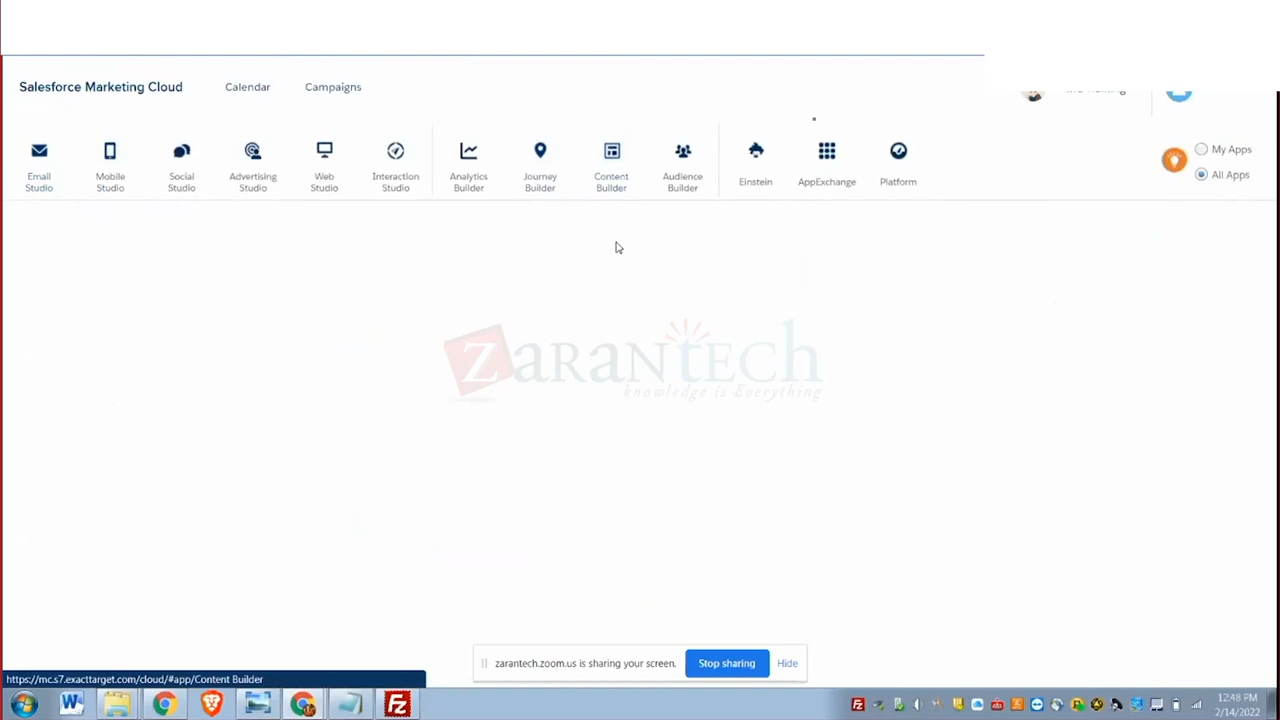 Salesforce Marketing Cloud Calendar Campaigns
Email Studio
Mobile Studio
Social Studio
Advertising Studio
Web Studio
Interaction Studio
Analytics Builder
Journey Builder
Content Builder
Audience Builder
Einstein
AppExchange
Platform
My Apps
All Apps
ZaranTech
knowledge is Everything
zarantech.zoom.us is sharing your screen. Stop sharing Hide
https://mc.s7.exacttarget.com/cloud/#app/Content Builder
12:48 PM
2/14/2022